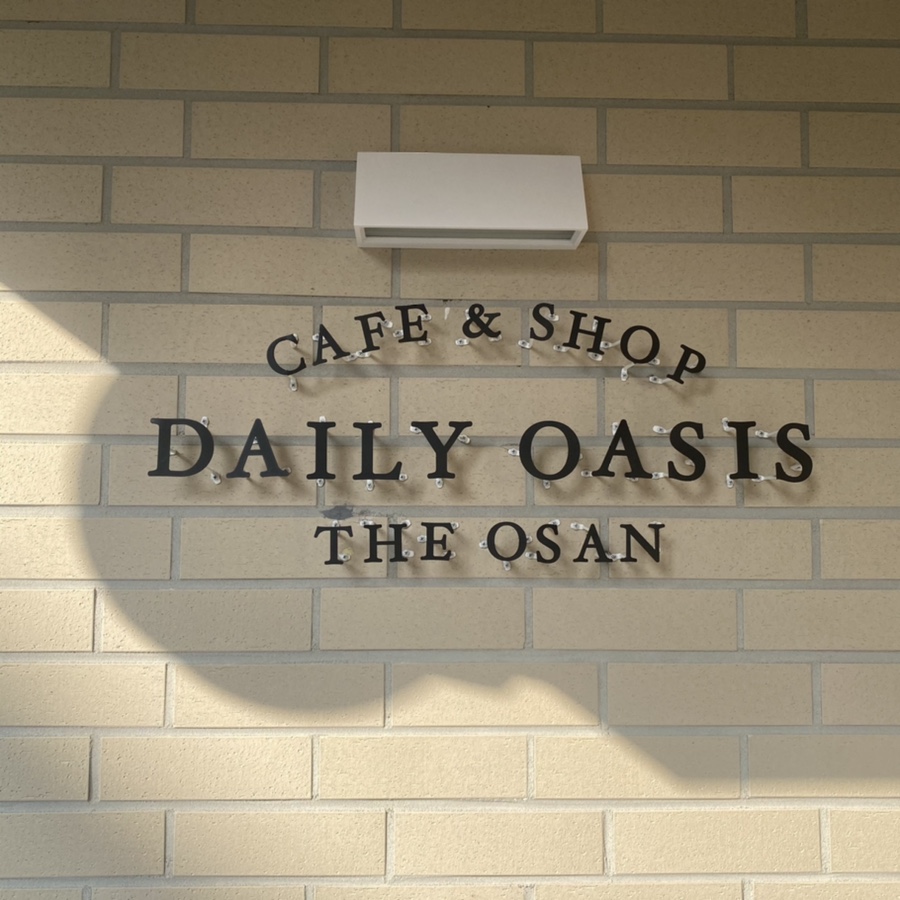 CAFE & SHOP
DAILY OASIS
THE OSAN